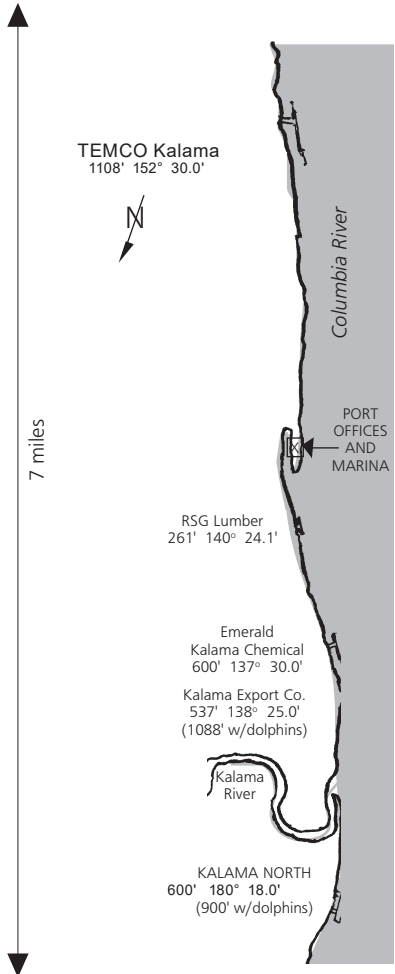 TEMCO Kalama
1108' 152° 30.0'
N
Columbia River
7 miles
PORT
OFFICES
AND
MARINA
X
RSG Lumber
261' 140° 24.1'
Emerald
Kalama Chemical
600' 137° 30.0'
Kalama Export Co.
537' 138° 25.0'
(1088' w/dolphins)
Kalama
River
KALAMA NORTH
600' 180° 18.0'
(900' w/dolphins)